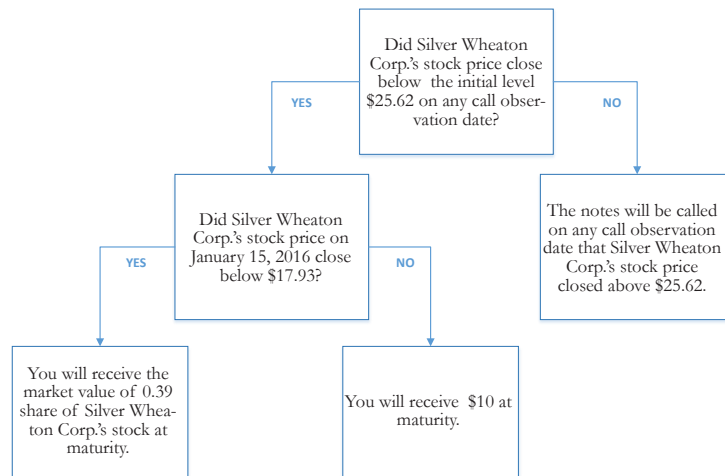 Did Silver Wheaton
Corp.'s stock price close
below the initial level
$25.62 on any call obser-
vation date?
YES
NO
Did Silver Wheaton
Corp.'s stock price on
January 15, 2016 close
below $17.93?
The notes will be called
on any call observation
date that Silver Wheaton
Corp.'s stock price
closed above $25.62.
YES
NO
You will receive the
market value of 0.39
share of Silver Whea-
ton Corp.'s stock at
maturity.
You will receive $10 at
maturity.